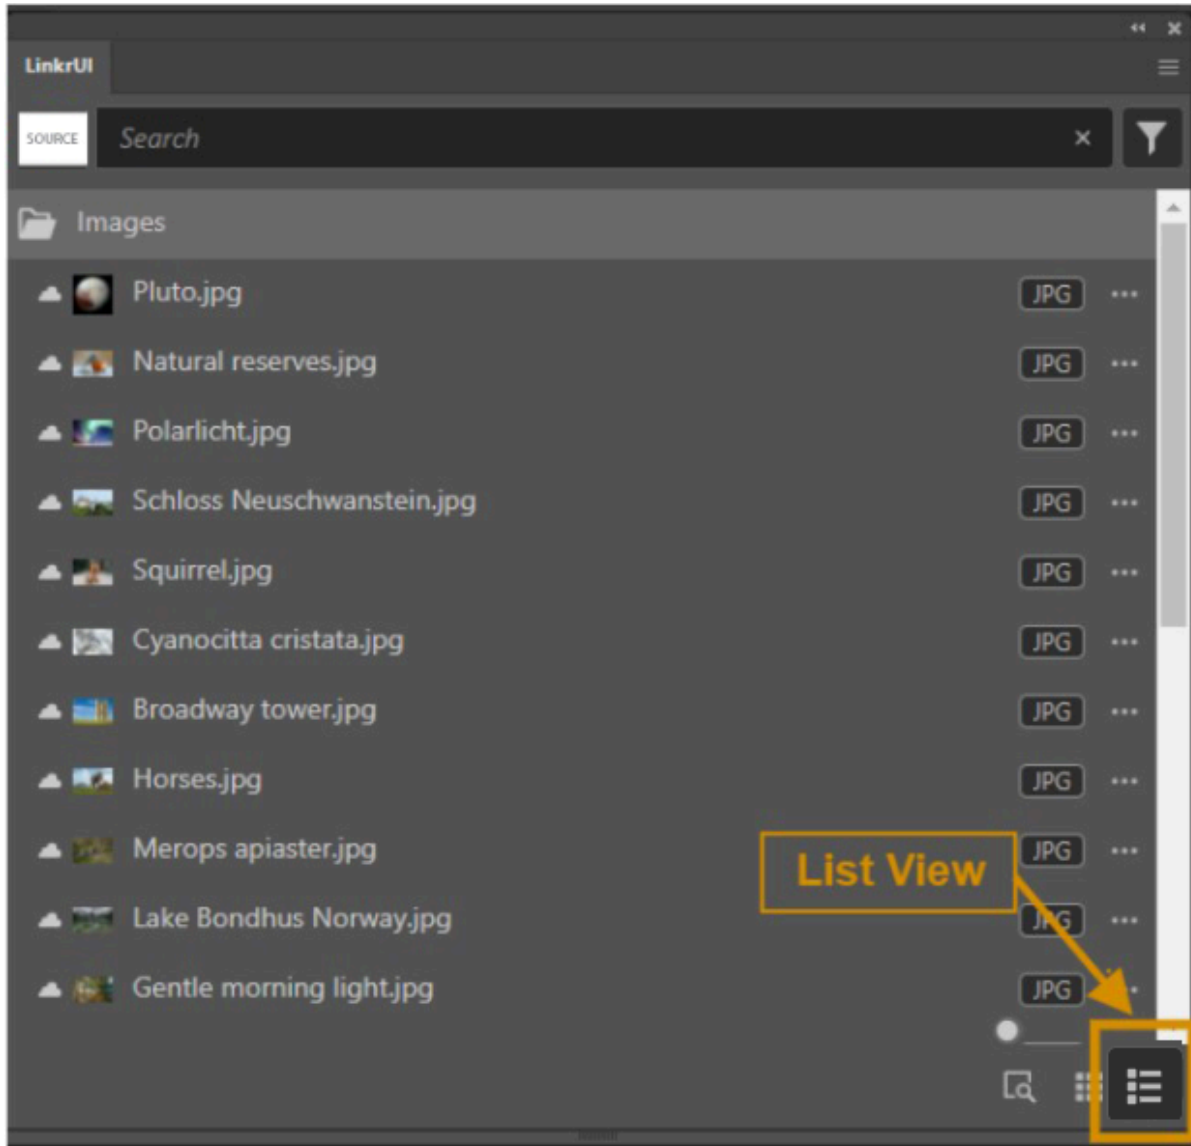 LinkrUI
SOURCE Search
Images
Pluto.jpg JPG
Natural reserves.jpg JPG
Polarlicht.jpg JPG
Schloss Neuschwanstein.jpg JPG
Squirrel.jpg JPG
Cyanocitta cristata.jpg JPG
Broadway tower.jpg JPG
Horses.jpg JPG
Merops apiaster.jpg JPG
List View
Lake Bondhus Norway.jpg JPG
Gentle morning light.jpg JPG